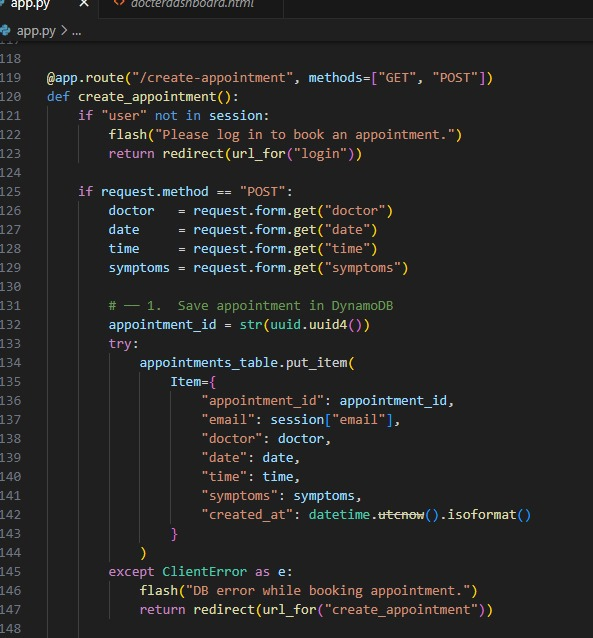 app.py
docterdashboard.html
app.py > ...
117
118
119 @app.route("/create-appointment", methods=["GET", "POST"])
120 def create_appointment():
121     if "user" not in session:
122         flash("Please log in to book an appointment.")
123         return redirect(url_for("login"))
124
125     if request.method == "POST":
126         doctor   = request.form.get("doctor")
127         date     = request.form.get("date")
128         time     = request.form.get("time")
129         symptoms = request.form.get("symptoms")
130
131         # ── 1.  Save appointment in DynamoDB
132         appointment_id = str(uuid.uuid4())
133         try:
134             appointments_table.put_item(
135                 Item={
136                     "appointment_id": appointment_id,
137                     "email": session["email"],
138                     "doctor": doctor,
139                     "date": date,
140                     "time": time,
141                     "symptoms": symptoms,
142                     "created_at": datetime.utcnow().isoformat()
143                 }
144             )
145         except ClientError as e:
146             flash("DB error while booking appointment.")
147             return redirect(url_for("create_appointment"))
148